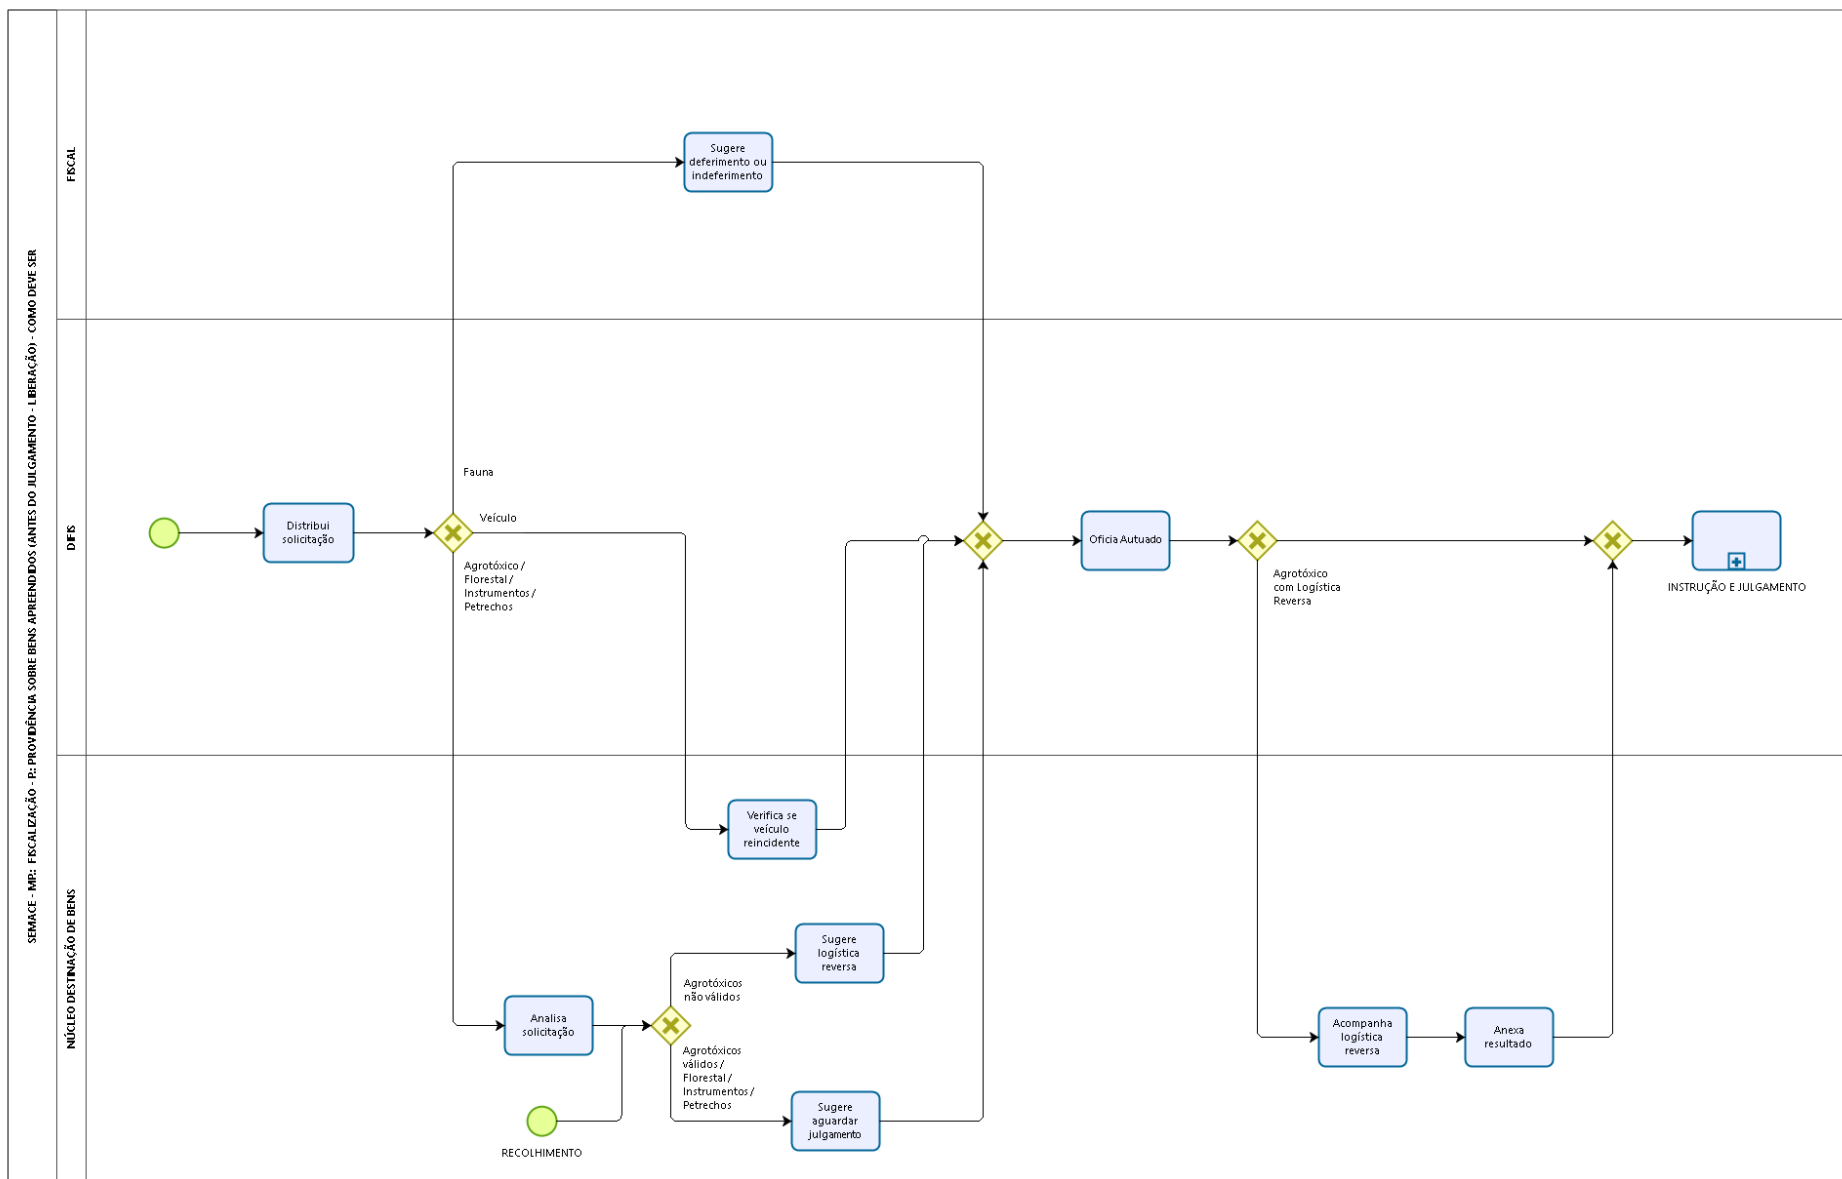 SEMACE - MP.: FISCALIZAÇÃO - P.: PROVIDÊNCIA SOBRE BENS APREENDIDOS (ANTES DO JULGAMENTO - LIBERAÇÃO) - COMO DEVE SER
FISCAL
Sugere
deferimento ou
indeferimento
DIFIS
Distribui
solicitação
Fauna
Veículo
Agrotóxico /
Florestal /
Instrumentos /
Petrechos
Oficia Autuado
Agrotóxico
com Logística
Reversa
INSTRUÇÃO E JULGAMENTO
NÚCLEO DESTINAÇÃO DE BENS
Verifica se
veículo
reincidente
Sugere
logística
reversa
Analisa
solicitação
Agrotóxicos
não válidos
Agrotóxicos
válidos /
Florestal /
Instrumentos /
Petrechos
Sugere
aguardar
julgamento
RECOLHIMENTO
Acompanha
logística
reversa
Anexa
resultado